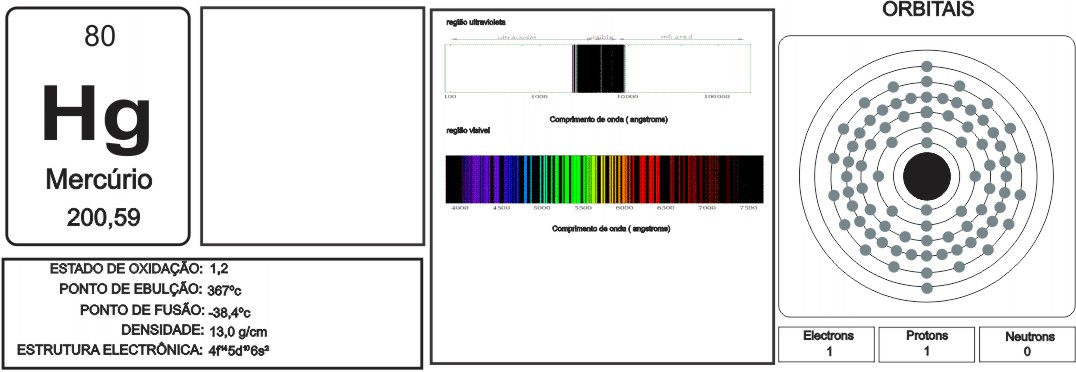 80
Hg
Mercúrio
200,59
ESTADO DE OXIDAÇÃO: 1,2
PONTO DE EBULÇÃO: 367ºc
PONTO DE FUSÃO: -38,4ºc
DENSIDADE: 13,0 g/cm
ESTRUTURA ELECTRÔNICA: 4f¹⁴5d¹⁰6s²
região ultravioleta
ultraviolet
visible
infrared
100
1000
10000
100000
Comprimento de onda ( angstroms)
região visível
4000 4500 5000 5500 6000 6500 7000 7500
Comprimento de onda ( angstroms)
ORBITAIS
Electrons
1
Protons
1
Neutrons
0